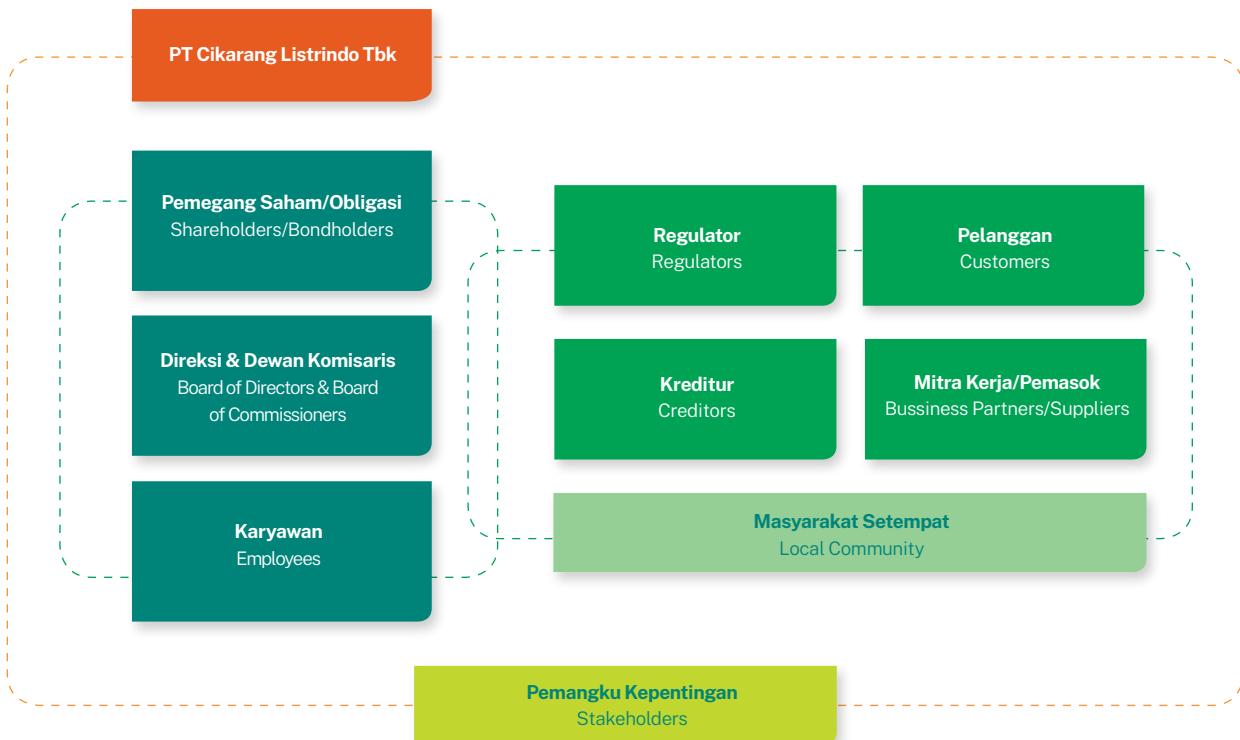 PT Cikarang Listrindo Tbk
Pemegang Saham/Obligasi
Shareholders/Bondholders
Direksi & Dewan Komisaris
Board of Directors & Board
of Commissioners
Karyawan
Employees
Regulator
Regulators
Pelanggan
Customers
Kreditur
Creditors
Mitra Kerja/Pemasok
Bussiness Partners/Suppliers
Masyarakat Setempat
Local Community
Pemangku Kepentingan
Stakeholders